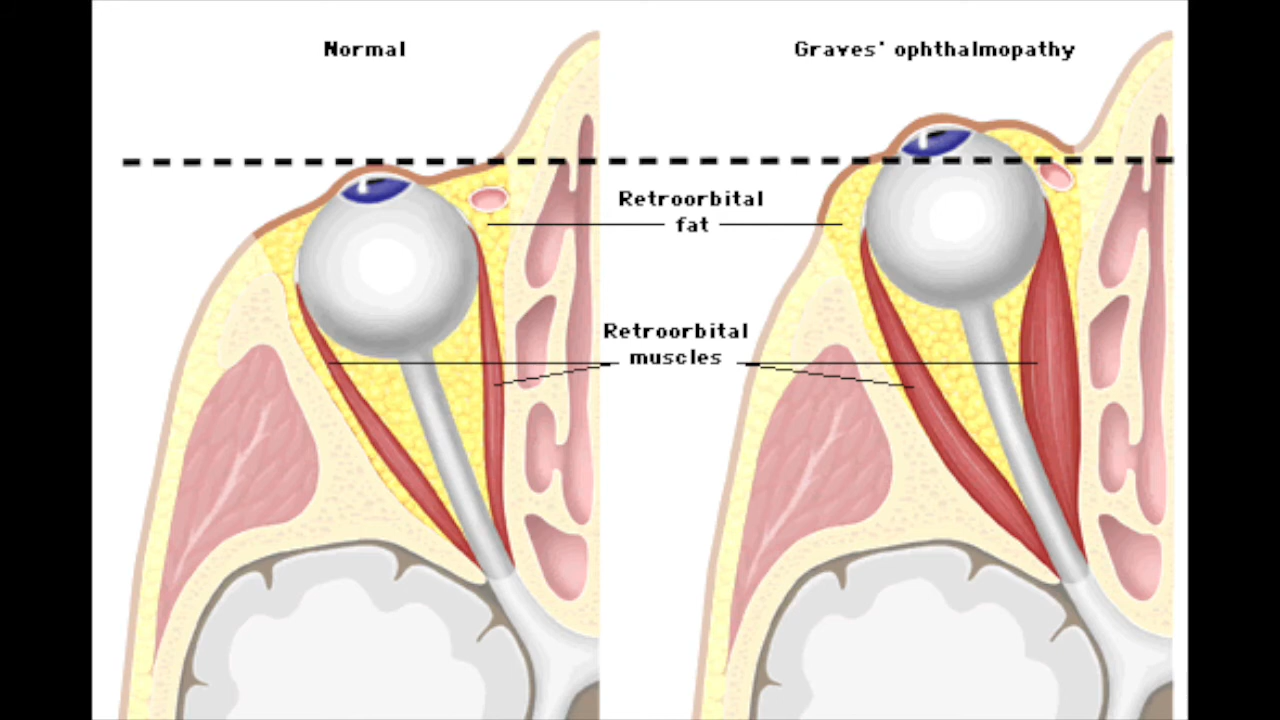 Normal
Graves' ophthalmopathy
Retroorbital
fat
Retroorbital
muscles